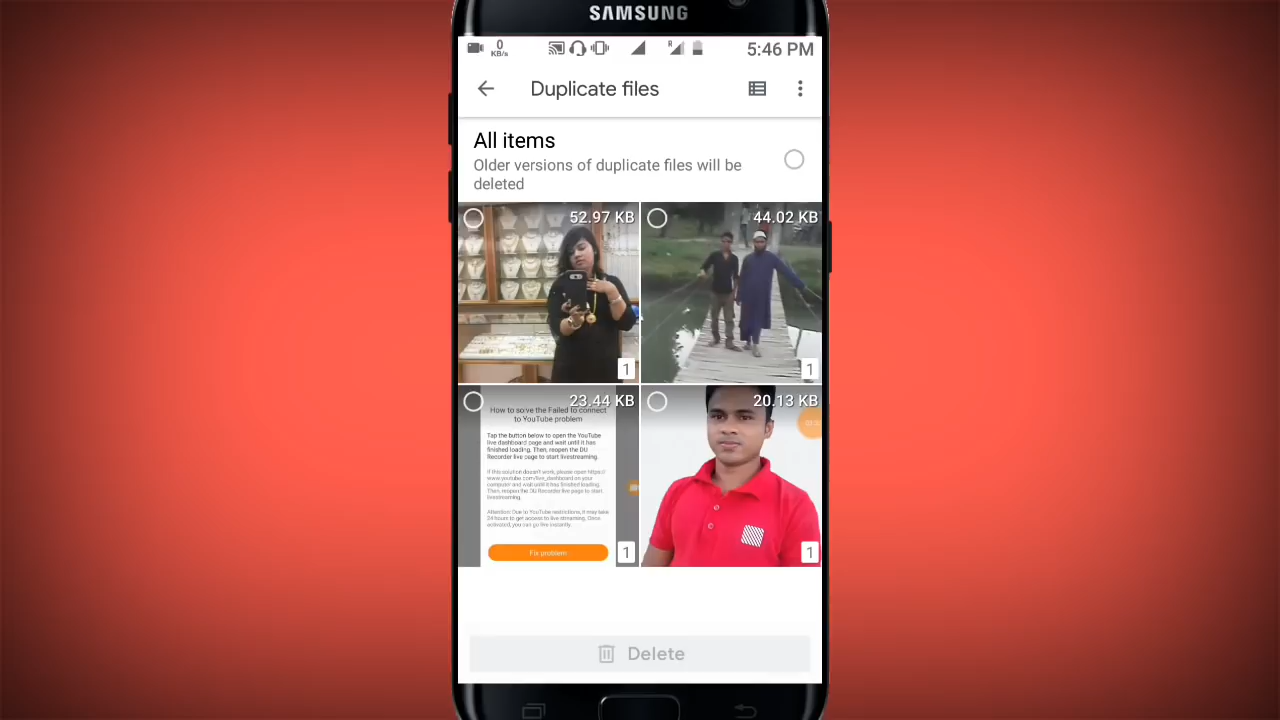 SAMSUNG
0
KB/s
R
5:46 PM
Duplicate files
All items
Older versions of duplicate files will be
deleted
52.97 KB
44.02 KB
1
1
23.44 KB
20.13 KB
How to solve the Failed to connect
to YouTube problem
Tap the button below to open the YouTube
live dashboard page and wait until it has
finished loading. Then, reopen the DU
Recorder live page to start livestreaming.
If this solution doesn't work, please open https://
www.youtube.com/live_dashboard on your
computer and wait until it has finished loading.
Then, reopen the DU Recorder live page to start
livestreaming.
Attention: Due to YouTube restrictions, it may take
24 hours to get access to live streaming. Once
activated, you can go live instantly.
Fix problem
1
1
Delete